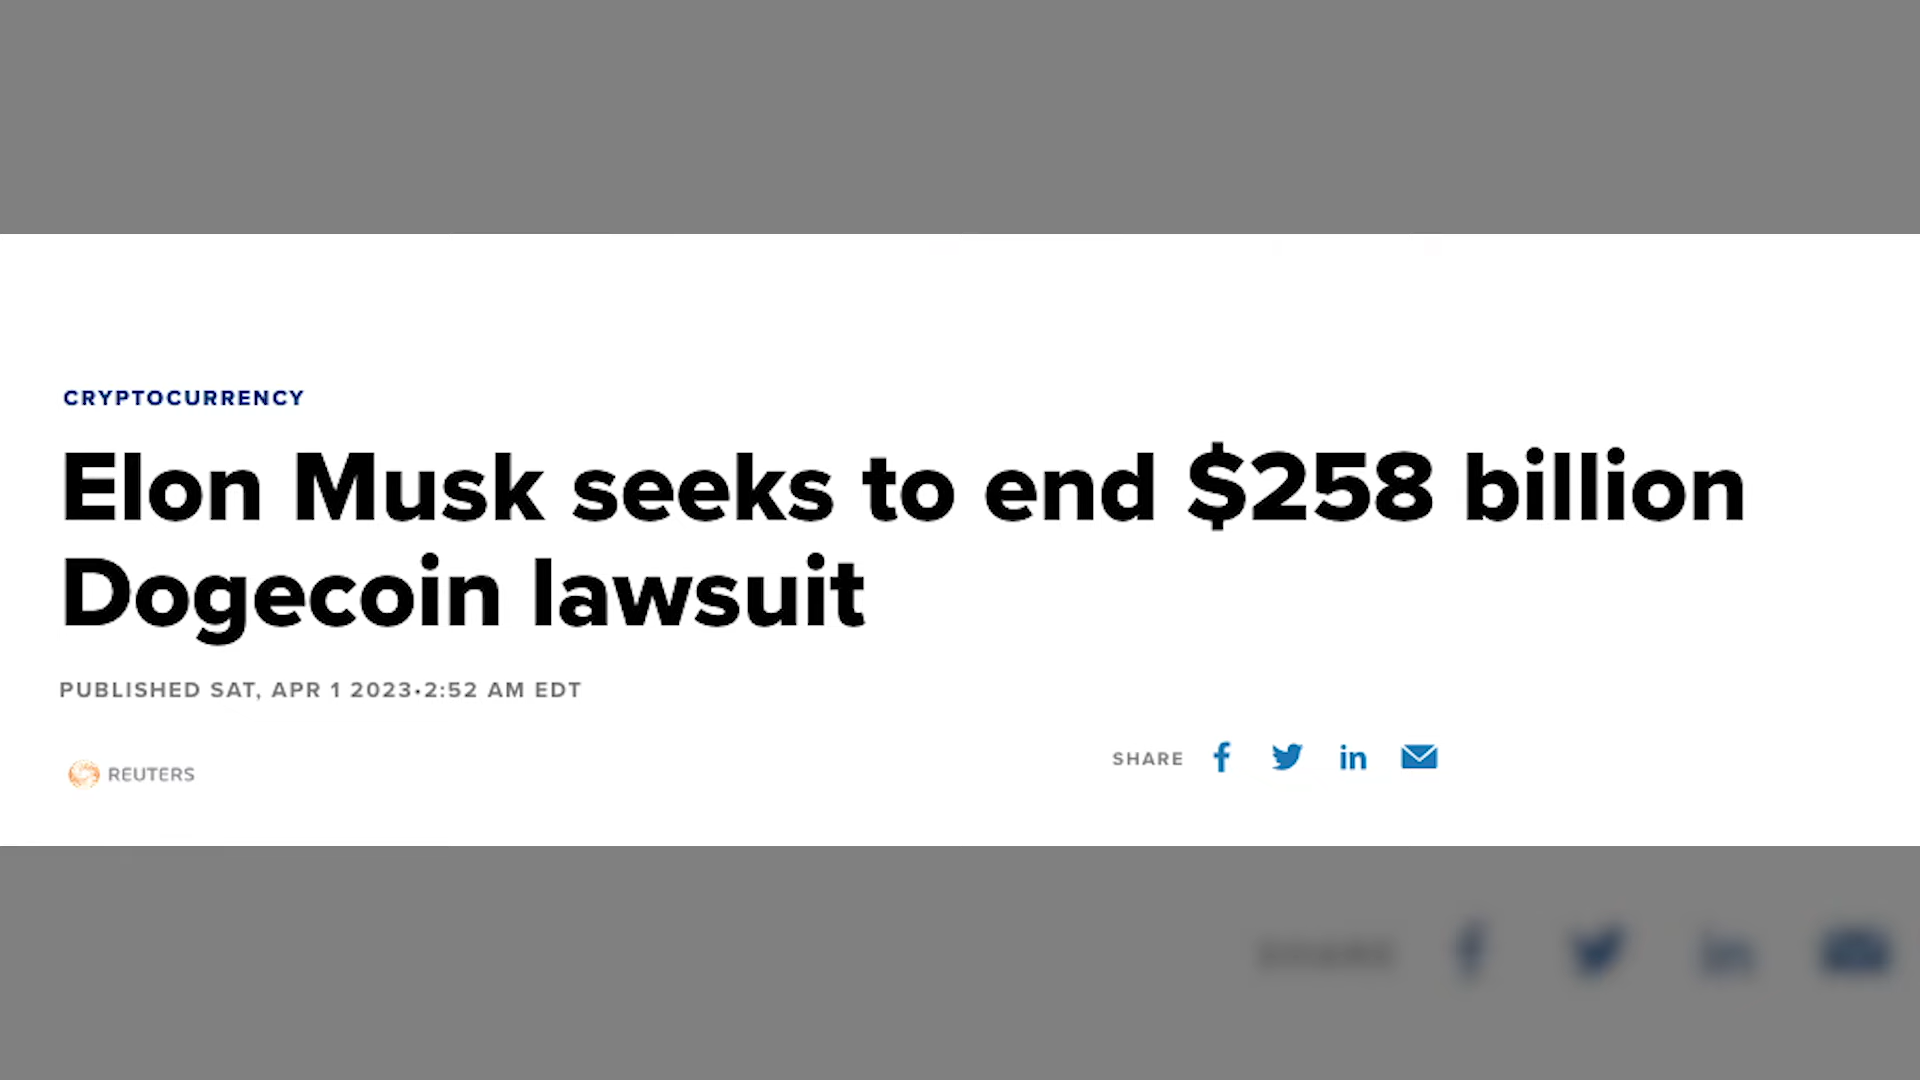 CRYPTOCURRENCY
Elon Musk seeks to end $258 billion
Dogecoin lawsuit
PUBLISHED SAT, APR 1 2023•2:52 AM EDT
SHARE
REUTERS